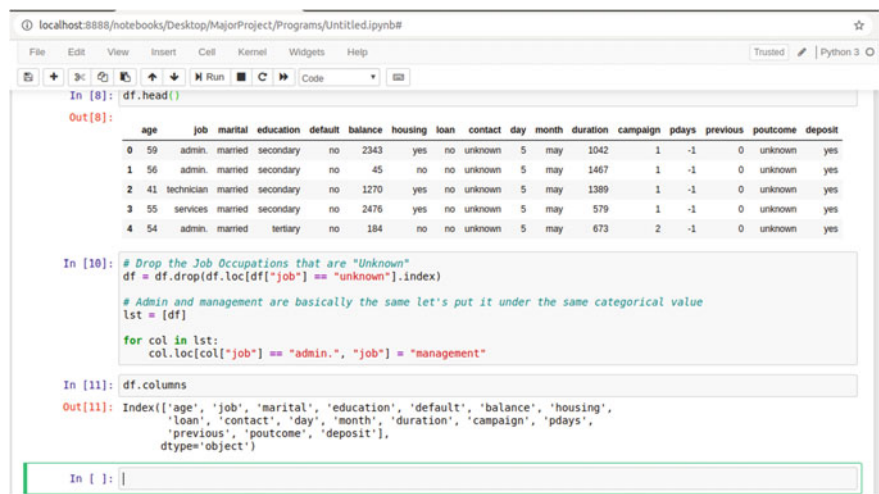 localhost:8888/notebooks/Desktop/MajorProject/Programs/Untitled.ipynb#
File Edit View Insert Cell Kernel Widgets Help Trusted Python 3
Run Code
In [8]: df.head()
Out[8]:
age job marital education default balance housing loan contact day month duration campaign pdays previous poutcome deposit
0 59 admin. married secondary no 2343 yes no unknown 5 may 1042 1 -1 0 unknown yes
1 56 admin. married secondary no 45 no no unknown 5 may 1467 1 -1 0 unknown yes
2 41 technician married secondary no 1270 yes no unknown 5 may 1389 1 -1 0 unknown yes
3 55 services married secondary no 2476 yes no unknown 5 may 579 1 -1 0 unknown yes
4 54 admin. married tertiary no 184 no no unknown 5 may 673 2 -1 0 unknown yes
In [10]: # Drop the Job Occupations that are "Unknown"
df = df.drop(df.loc[df["job"] == "unknown"].index)
# Admin and management are basically the same let's put it under the same categorical value
lst = [df]
for col in lst:
col.loc[col["job"] == "admin.", "job"] = "management"
In [11]: df.columns
Out[11]: Index(['age', 'job', 'marital', 'education', 'default', 'balance', 'housing',
'loan', 'contact', 'day', 'month', 'duration', 'campaign', 'pdays',
'previous', 'poutcome', 'deposit'],
dtype='object')
In [ ]: